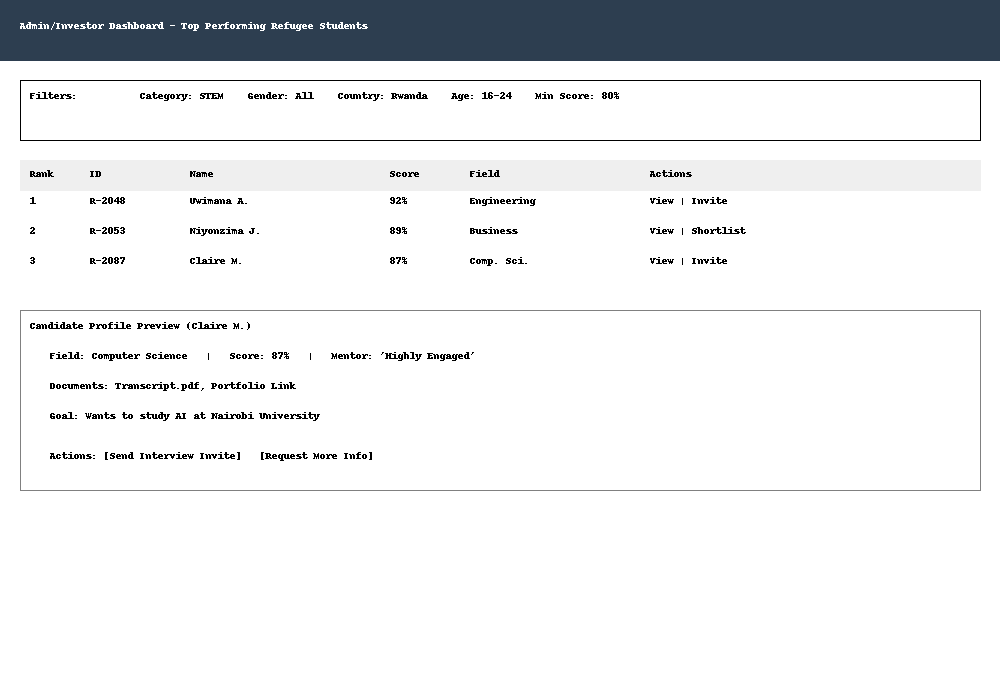 Admin/Investor Dashboard - Top Performing Refugee Students
Filters: Category: STEM Gender: All Country: Rwanda Age: 16-24 Min Score: 80%
Rank ID Name Score Field Actions
1 R-2048 Uwimana A. 92% Engineering View | Invite
2 R-2053 Niyonzima J. 89% Business View | Shortlist
3 R-2087 Claire M. 87% Comp. Sci. View | Invite
Candidate Profile Preview (Claire M.)
Field: Computer Science | Score: 87% | Mentor: 'Highly Engaged'
Documents: Transcript.pdf, Portfolio Link
Goal: Wants to study AI at Nairobi University
Actions: [Send Interview Invite] [Request More Info]